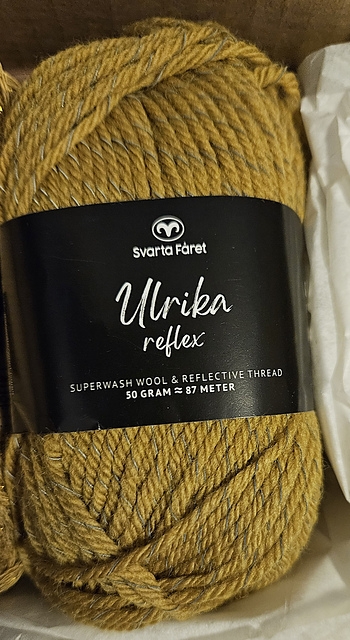 Svarta Fåret
Ulrika
reflex
SUPERWASH WOOL & REFLECTIVE THREAD
50 GRAM ≈ 87 METER